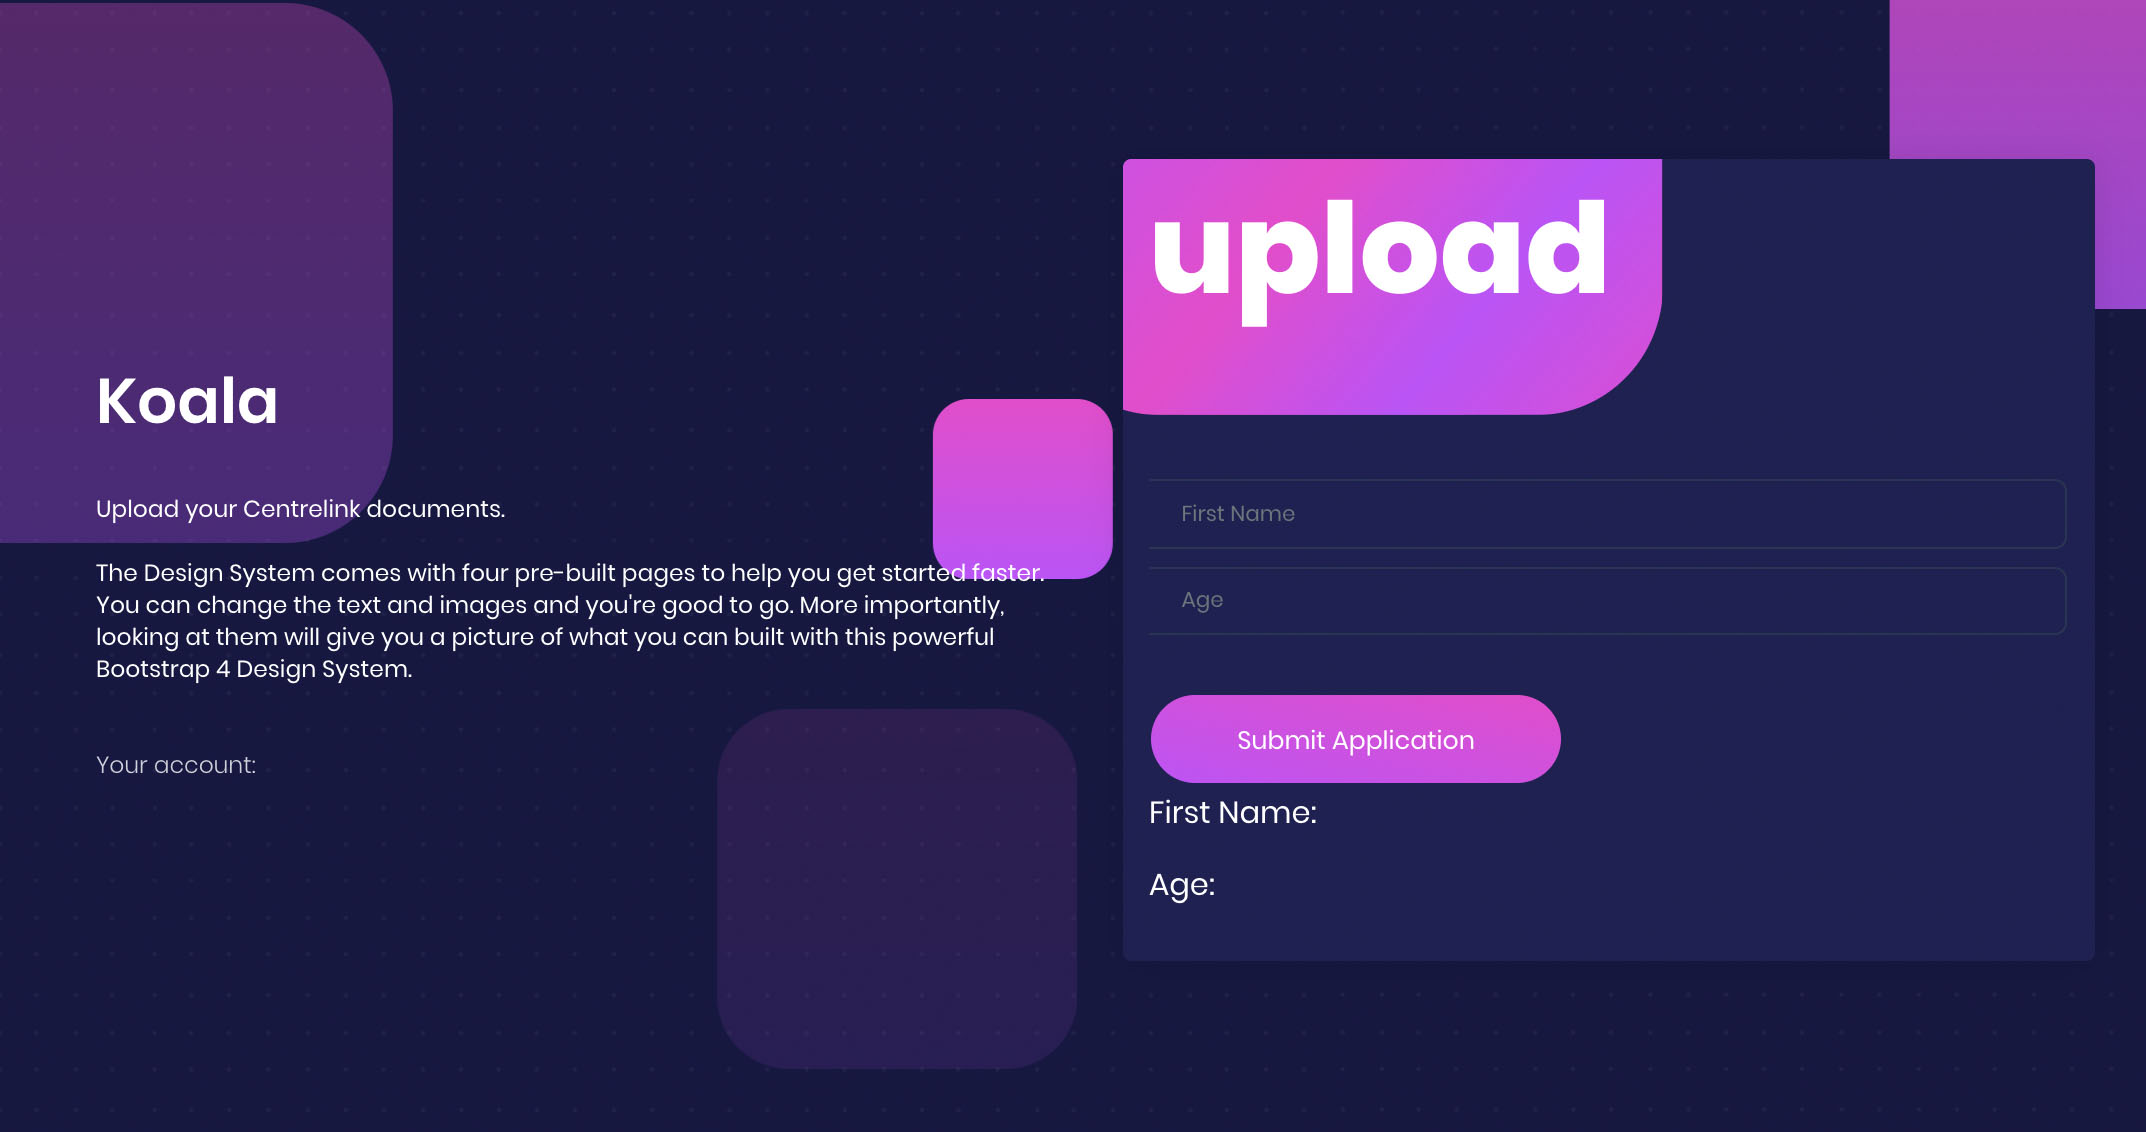 Koala
Upload your Centrelink documents.
The Design System comes with four pre-built pages to help you get started faster.
You can change the text and images and you're good to go. More importantly,
looking at them will give you a picture of what you can built with this powerful
Bootstrap 4 Design System.
Your account:
upload
First Name
Age
Submit Application
First Name:
Age: